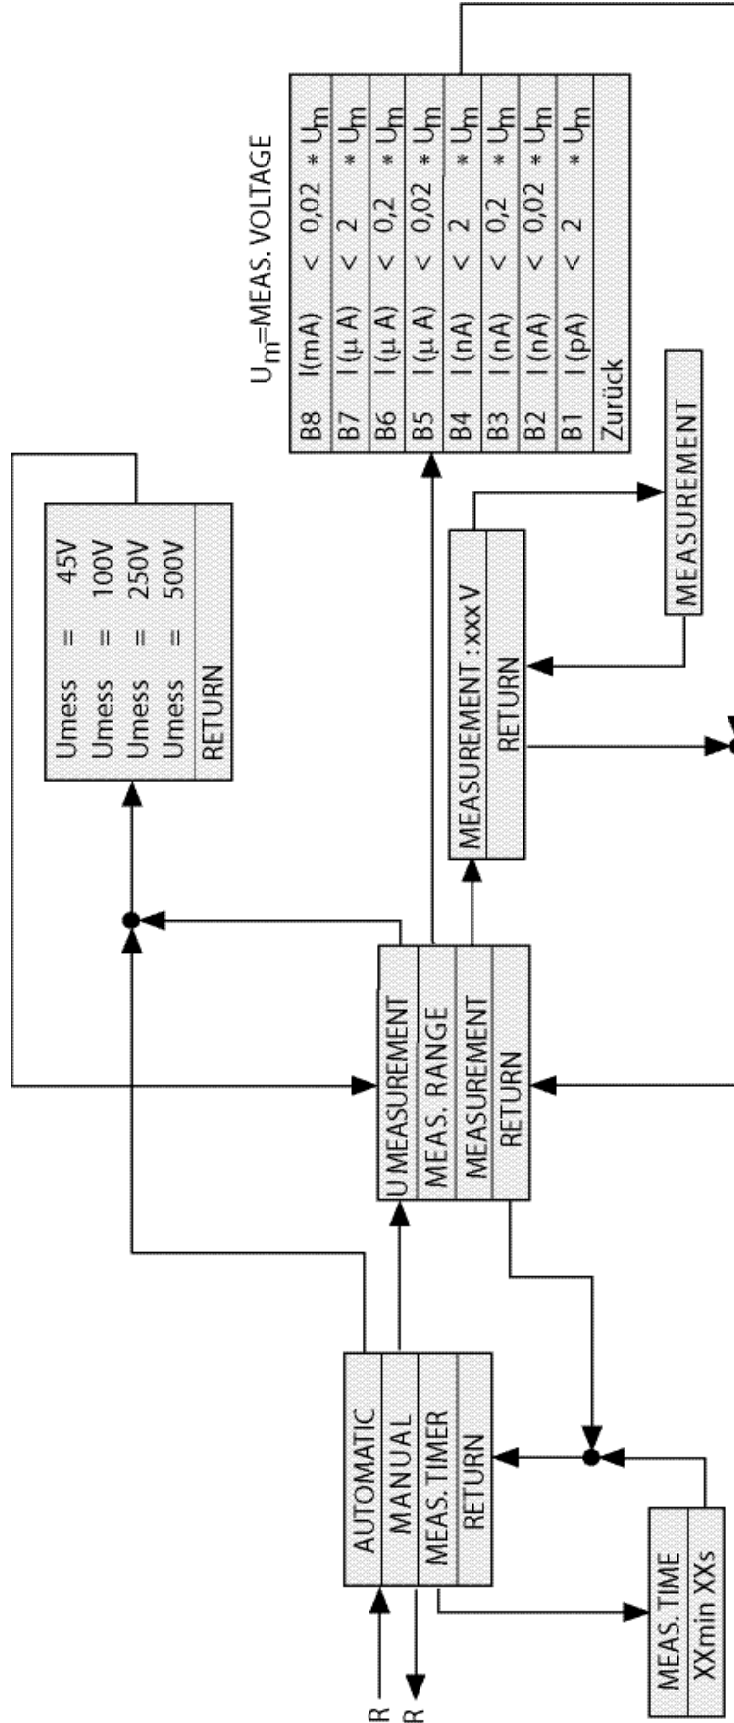 R
R
AUTOMATIC
MANUAL
MEAS. TIMER
RETURN
MEAS. TIME
XXmin XXs
U MEASUREMENT
MEAS. RANGE
MEASUREMENT
RETURN
Umess = 45V
Umess = 100V
Umess = 250V
Umess = 500V
RETURN
MEASUREMENT : xxx V
RETURN
MEASUREMENT
Um=MEAS. VOLTAGE
B8 I(mA) < 0,02 * Um
B7 I (µ A) < 2 * Um
B6 I (µ A) < 0,2 * Um
B5 I (µ A) < 0,02 * Um
B4 I (nA) < 2 * Um
B3 I (nA) < 0,2 * Um
B2 I (nA) < 0,02 * Um
B1 I (pA) < 2 * Um
Zurück